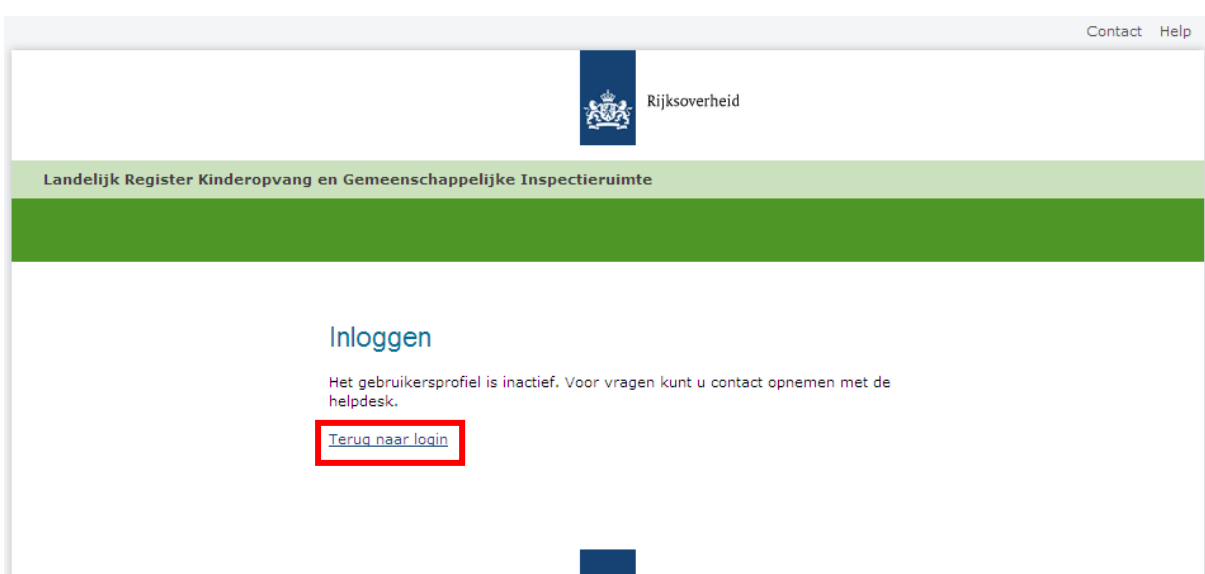 Contact Help
Rijksoverheid
Landelijk Register Kinderopvang en Gemeenschappelijke Inspectieruimte
Inloggen
Het gebruikersprofiel is inactief. Voor vragen kunt u contact opnemen met de
helpdesk.
Terug naar login